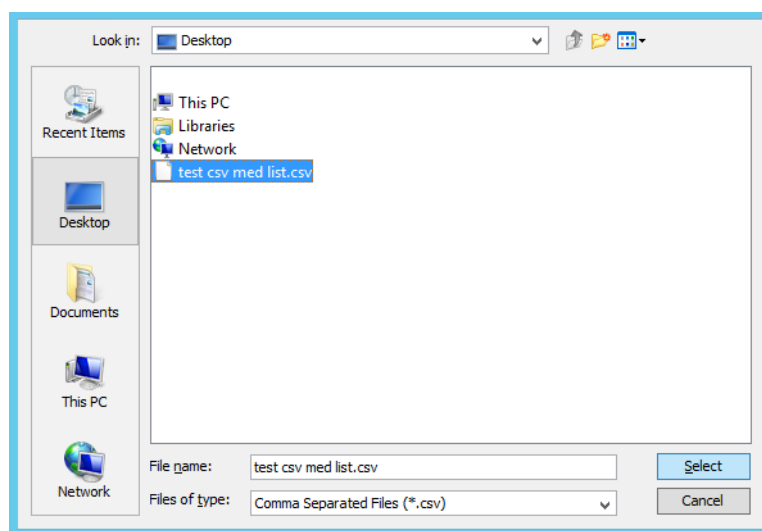 Look in:
Desktop
Recent Items
Desktop
Documents
This PC
Network
This PC
Libraries
Network
test csv med list.csv
File name:
test csv med list.csv
Select
Files of type:
Comma Separated Files (*.csv)
Cancel